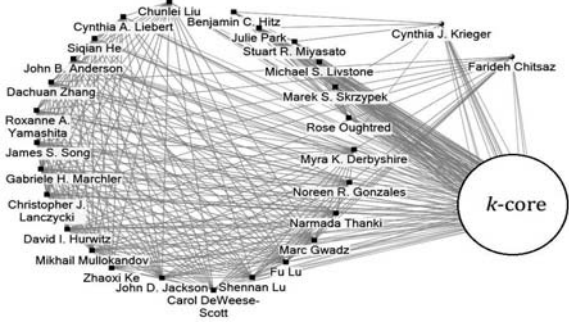 Chunlei Liu
Benjamin C. Hitz
Cynthia A. Liebert
Julie Park
Cynthia J. Krieger
Siqian He
Stuart R. Miyasato
John B. Anderson
Michael S. Livstone
Farideh Chitsaz
Dachuan Zhang
Marek S. Skrzypek
Roxanne A.
Yamashita
Rose Oughtred
James S. Song
Myra K. Derbyshire
Gabriele H. Marchler
Noreen R. Gonzales
k-core
Christopher J.
Lanczycki
Narmada Thanki
David I. Hurwitz
Marc Gwadz
Mikhail Mullokandov
Fu Lu
Zhaoxi Ke
John D. Jackson
Shennan Lu
Carol DeWeese-
Scott